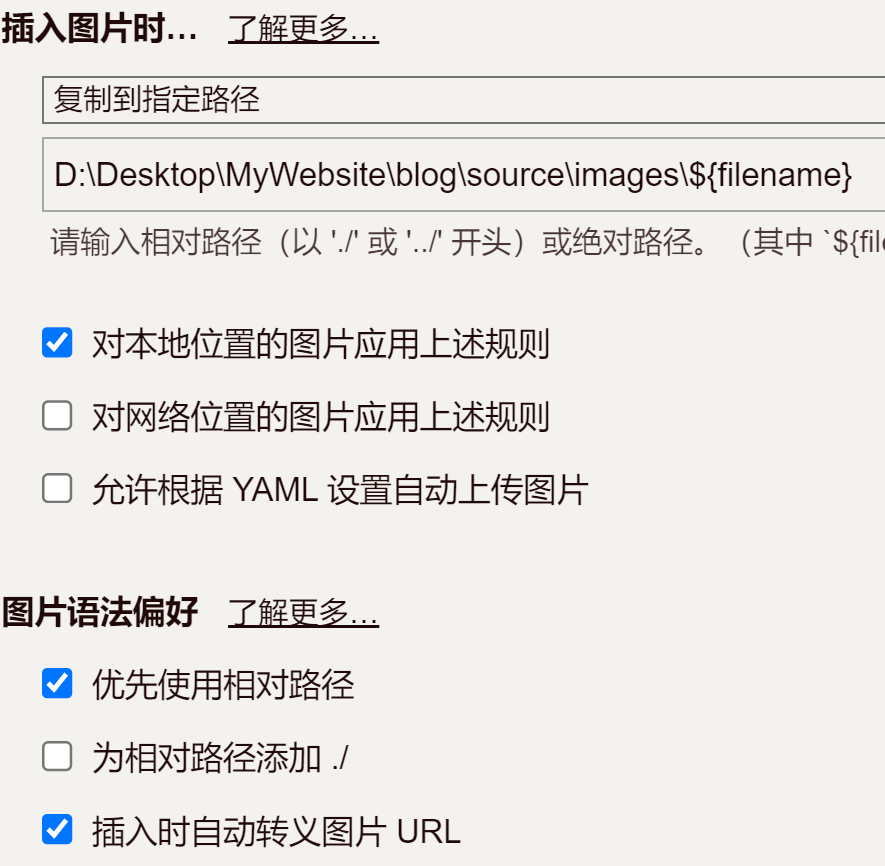 插入图片时… 了解更多…
复制到指定路径
D:\Desktop\MyWebsite\blog\source\images\${filename}
请输入相对路径（以 './' 或 '../' 开头）或绝对路径。（其中 `${file
对本地位置的图片应用上述规则
对网络位置的图片应用上述规则
允许根据 YAML 设置自动上传图片
图片语法偏好 了解更多…
优先使用相对路径
为相对路径添加 ./
插入时自动转义图片 URL